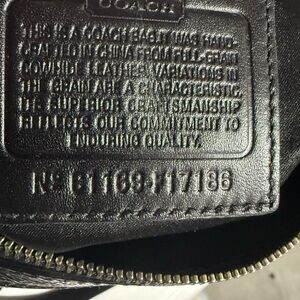 COACH
THIS IS A COACH BAG. IT WAS HAND-
CRAFTED IN CHINA FROM FULL-GRAIN
COWHIDE LEATHER. VARIATIONS IN
THE GRAIN ARE A CHARACTERISTIC.
ITS SUPERIOR CRAFTSMANSHIP
REFLECTS OUR COMMITMENT TO
ENDURING QUALITY.
Nº B1169-F17186